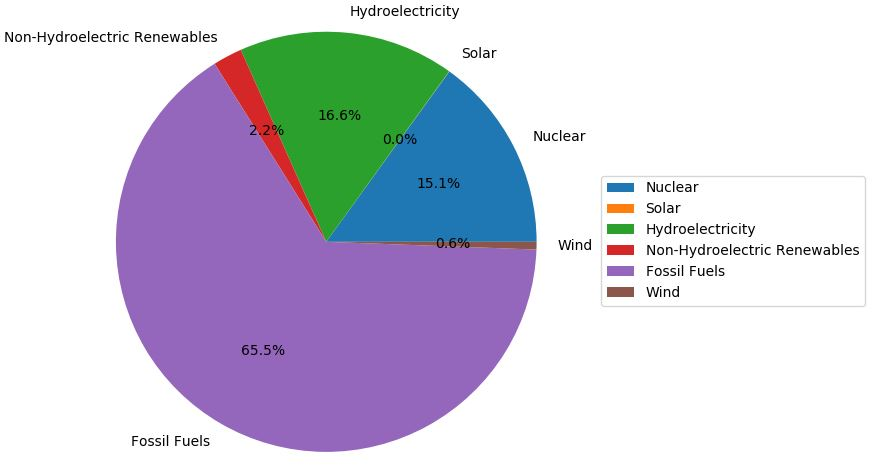 Hydroelectricity
Non-Hydroelectric Renewables
Solar
16.6%
2.2%
0.0%
Nuclear
15.1%
Wind
0.6%
65.5%
Fossil Fuels
Nuclear
Solar
Hydroelectricity
Non-Hydroelectric Renewables
Fossil Fuels
Wind